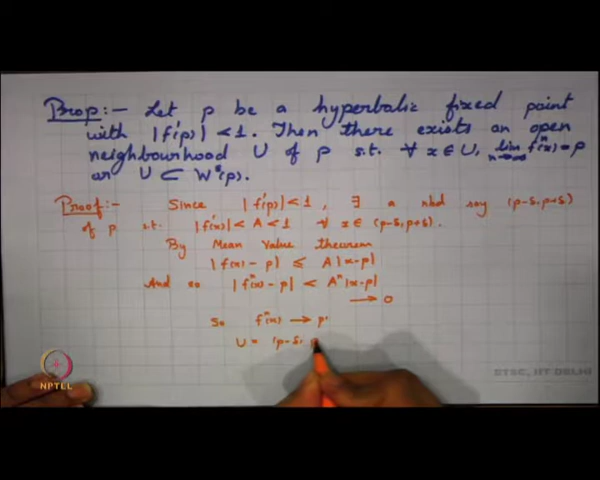 Prop:- Let p be a hyperbolic fixed point
with |f'(p)| < 1. Then there exists an open
neighbourhood U of p s.t. ∀ x ∈ U, lim n→∞ fⁿ(x) = p
or U ⊂ Wˢ(p).
Proof:- Since |f'(p)| < 1, ∃ a nbd say (p-δ, p+δ)
of p s.t. |f'(x)| < A < 1 ∀ x ∈ (p-δ, p+δ).
By Mean Value theorem
|f(x) - p| ≤ A|x-p|
And so |fⁿ(x) - p| < Aⁿ|x-p|
→ 0
So fⁿ(x) → p.
U = (p-δ, p
NPTEL
ETSC, IIT DELHI